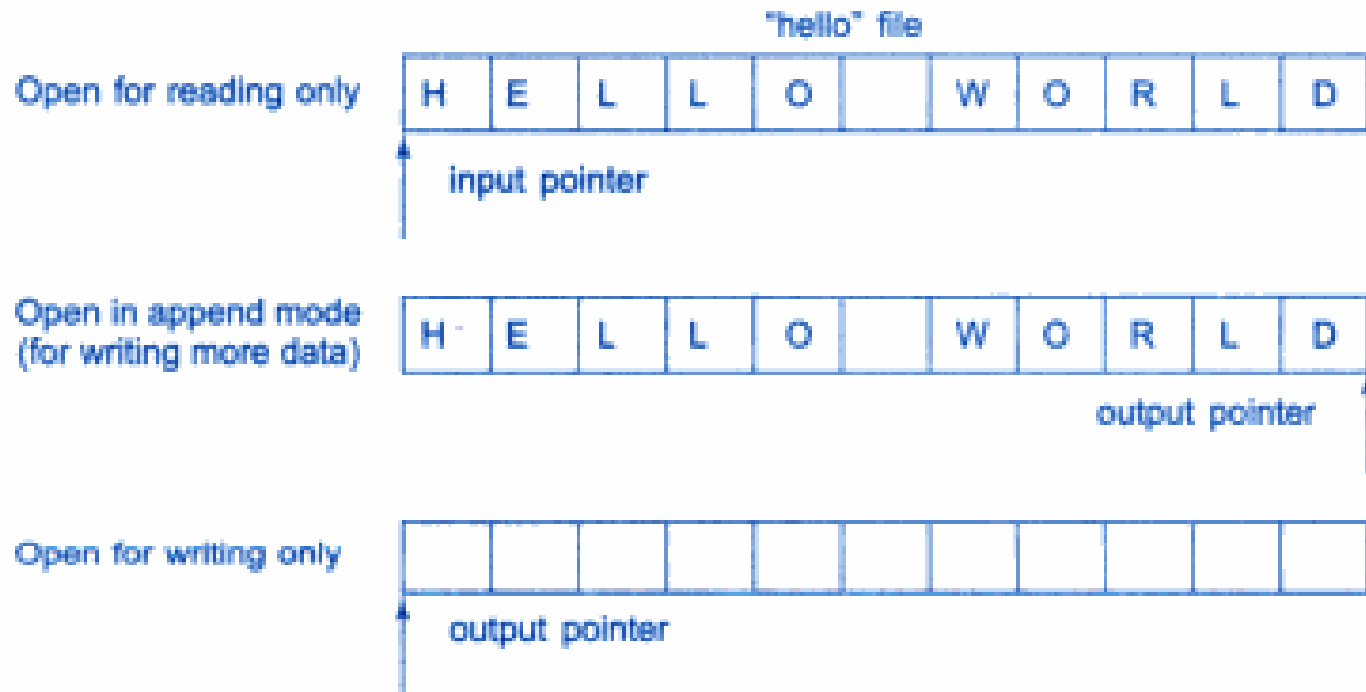 "hello" file
Open for reading only H E L L O W O R L D
input pointer
Open in append mode
(for writing more data) H E L L O W O R L D
output pointer
Open for writing only
output pointer